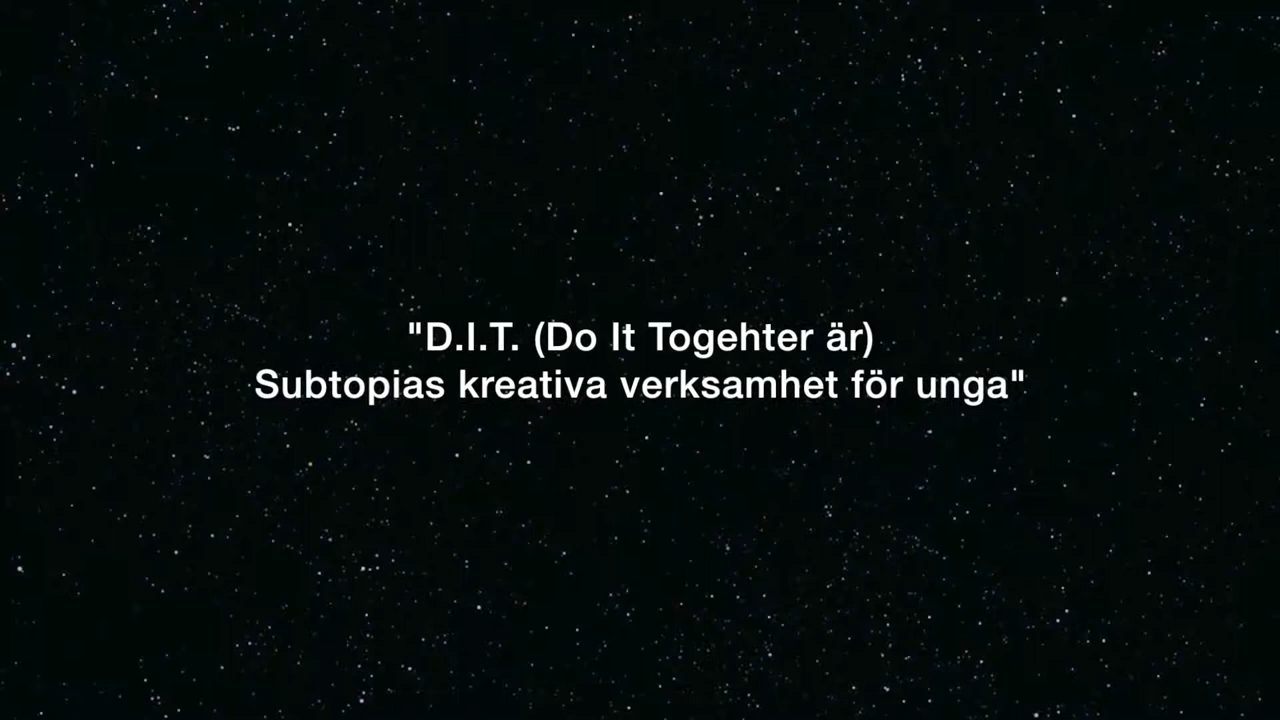 "D.I.T. (Do It Togehter är)
Subtopias kreativa verksamhet för unga"